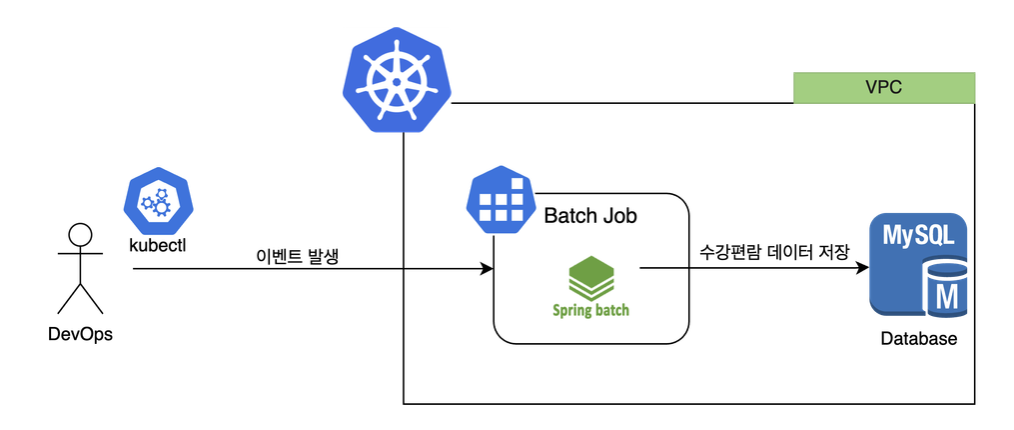 VPC
Batch Job
kubectl
이벤트 발생
수강편람 데이터 저장
MySQL
M
Spring batch
DevOps
Database